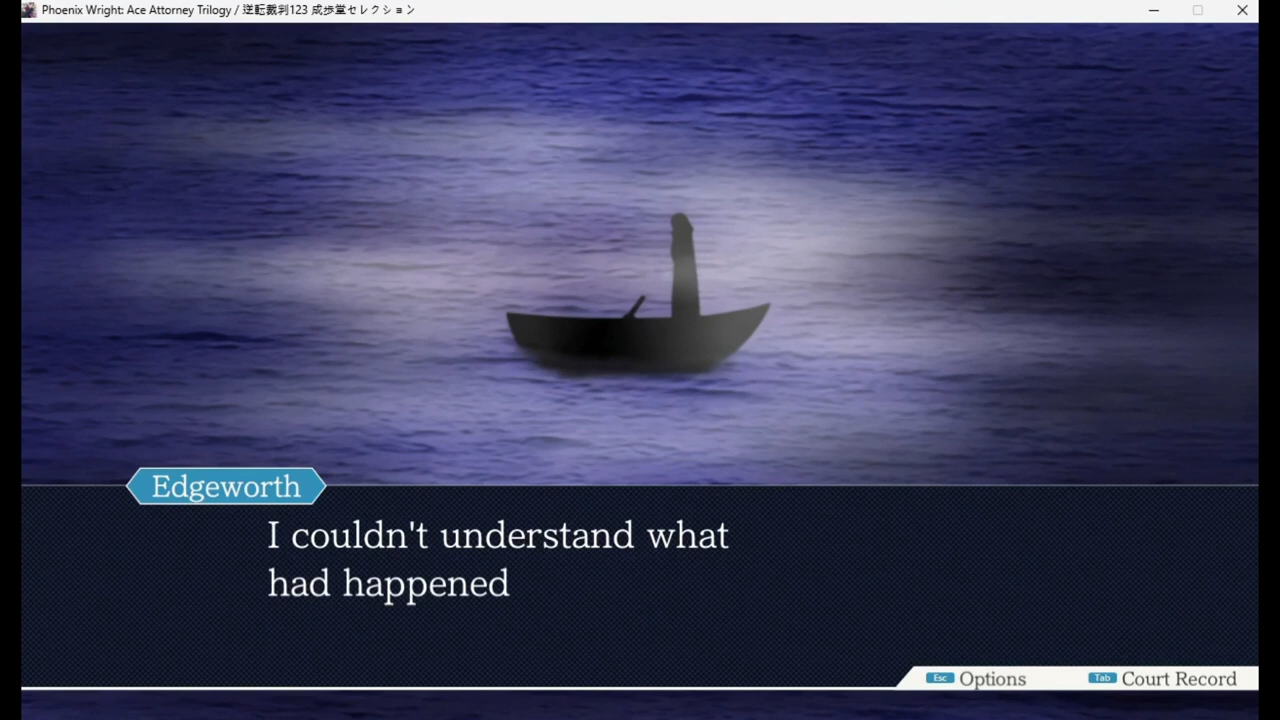 Phoenix Wright: Ace Attorney Trilogy / 逆転裁判123 成歩堂セレクション
Edgeworth
I couldn't understand what
had happened
Esc Options Tab Court Record